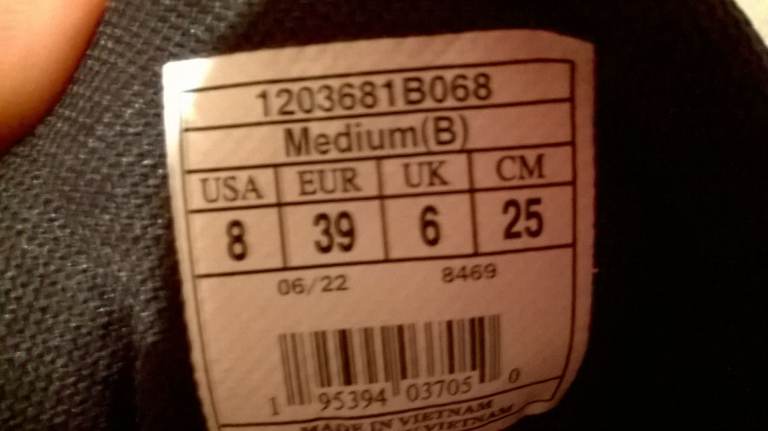 1203681B068
Medium(B)
USA EUR UK CM
8 39 6 25
06/22 8469
1 95394 03705 0
MADE IN VIETNAM
VIETNAM